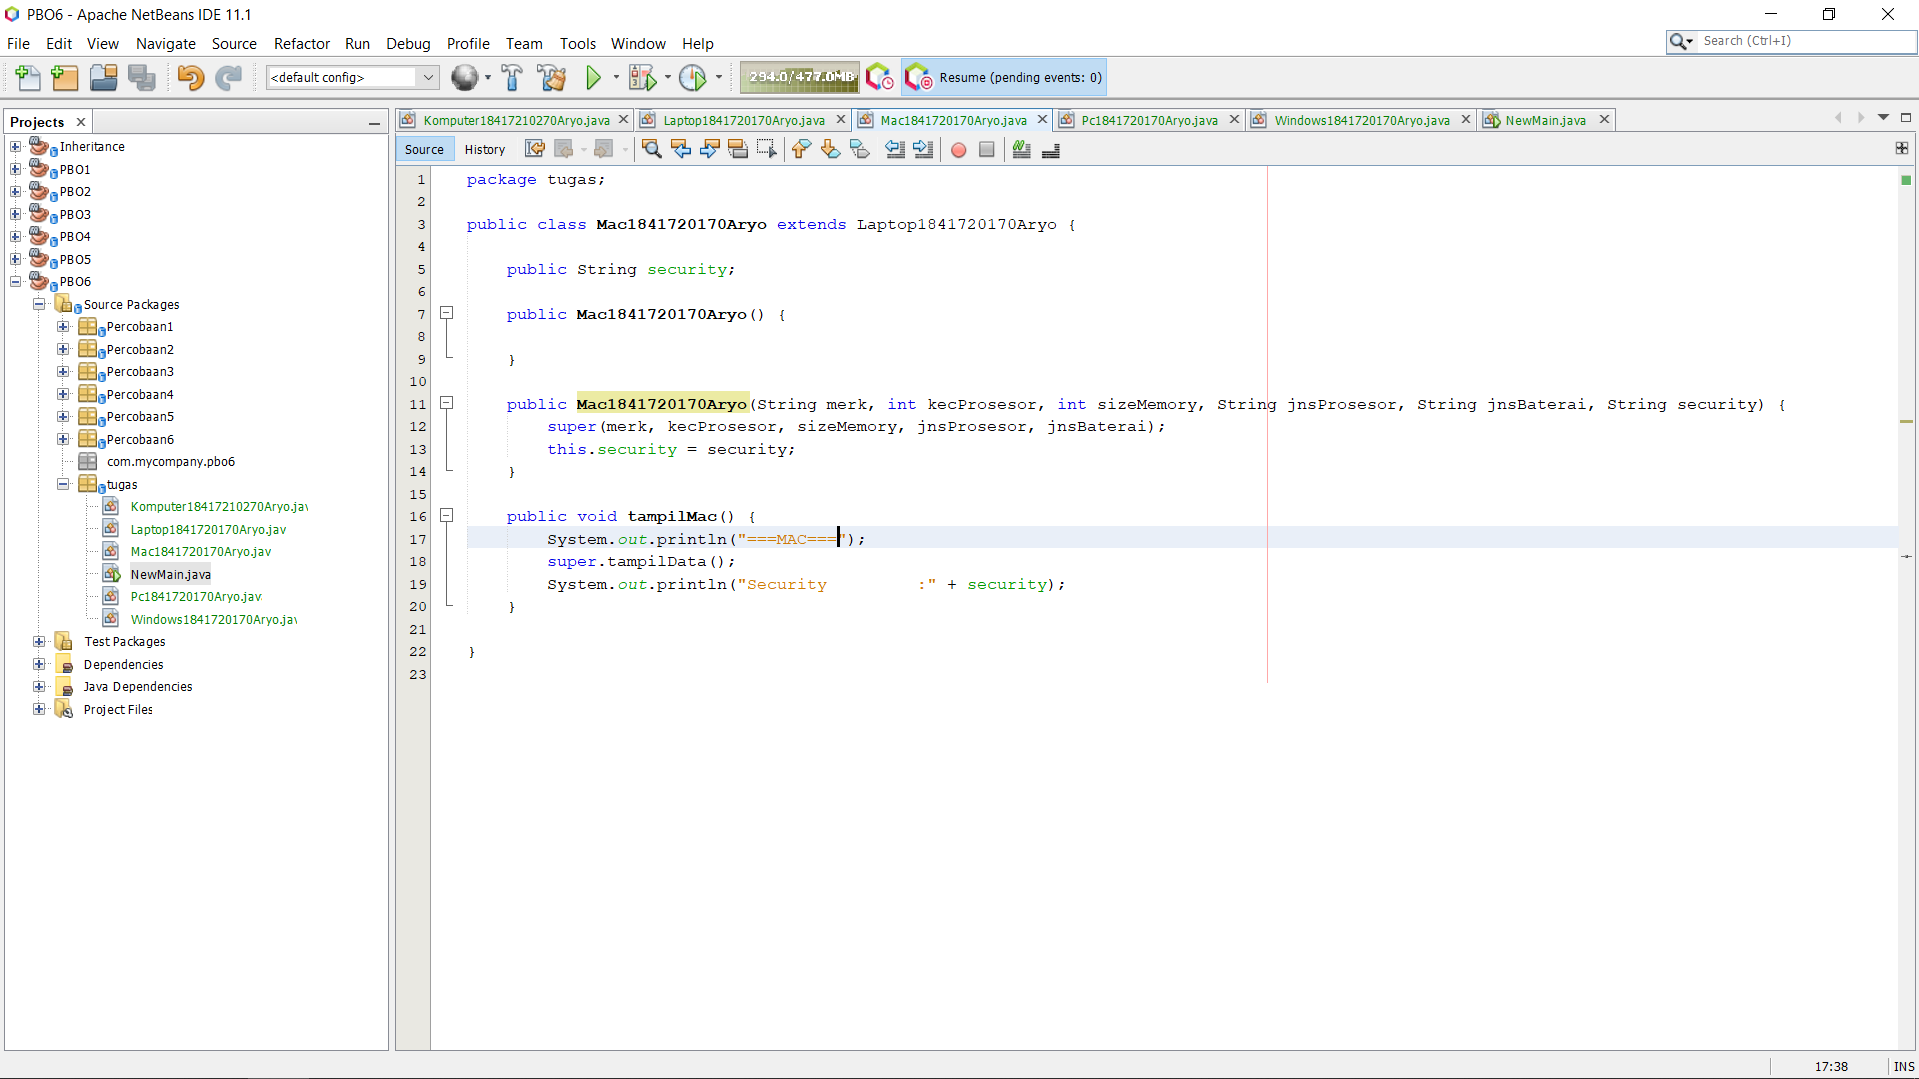 PBO6 - Apache NetBeans IDE 11.1
File Edit View Navigate Source Refactor Run Debug Profile Team Tools Window Help
Search (Ctrl+I)
<default config>
294.0/477.0MB
Resume (pending events: 0)
Projects
Komputer18417210270Aryo.java
Laptop1841720170Aryo.java
Mac1841720170Aryo.java
Pc1841720170Aryo.java
Windows1841720170Aryo.java
NewMain.java
Source History
Inheritance
PBO1
PBO2
PBO3
PBO4
PBO5
PBO6
Source Packages
Percobaan1
Percobaan2
Percobaan3
Percobaan4
Percobaan5
Percobaan6
com.mycompany.pbo6
tugas
Komputer18417210270Aryo.jav
Laptop1841720170Aryo.jav
Mac1841720170Aryo.jav
NewMain.java
Pc1841720170Aryo.jav
Windows1841720170Aryo.jav
Test Packages
Dependencies
Java Dependencies
Project Files
1 package tugas;
2
3 public class Mac1841720170Aryo extends Laptop1841720170Aryo {
4
5 public String security;
6
7 public Mac1841720170Aryo() {
8
9 }
10
11 public Mac1841720170Aryo(String merk, int kecProsesor, int sizeMemory, String jnsProsesor, String jnsBaterai, String security) {
12 super(merk, kecProsesor, sizeMemory, jnsProsesor, jnsBaterai);
13 this.security = security;
14 }
15
16 public void tampilMac() {
17 System.out.println("===MAC===");
18 super.tampilData();
19 System.out.println("Security         :" + security);
20 }
21
22 }
23
17:38 INS